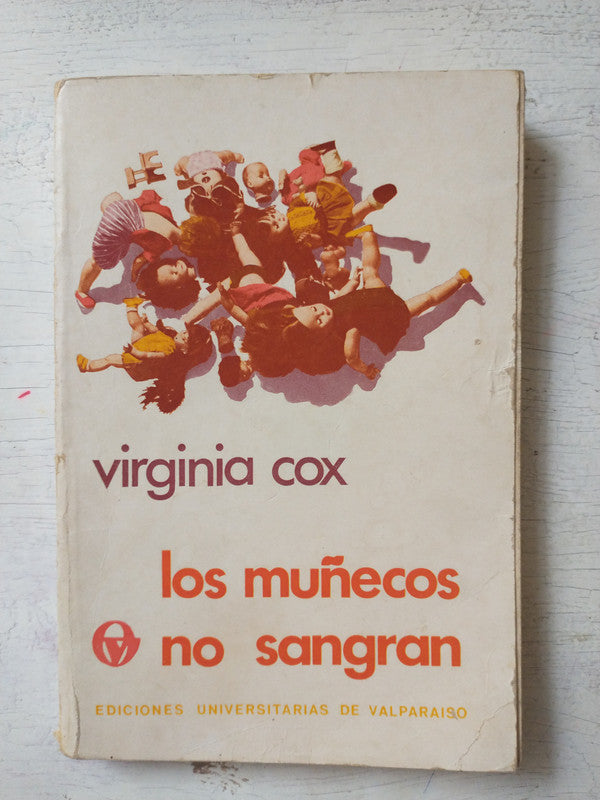 virginia cox
los muñecos
no sangran
EDICIONES UNIVERSITARIAS DE VALPARAISO